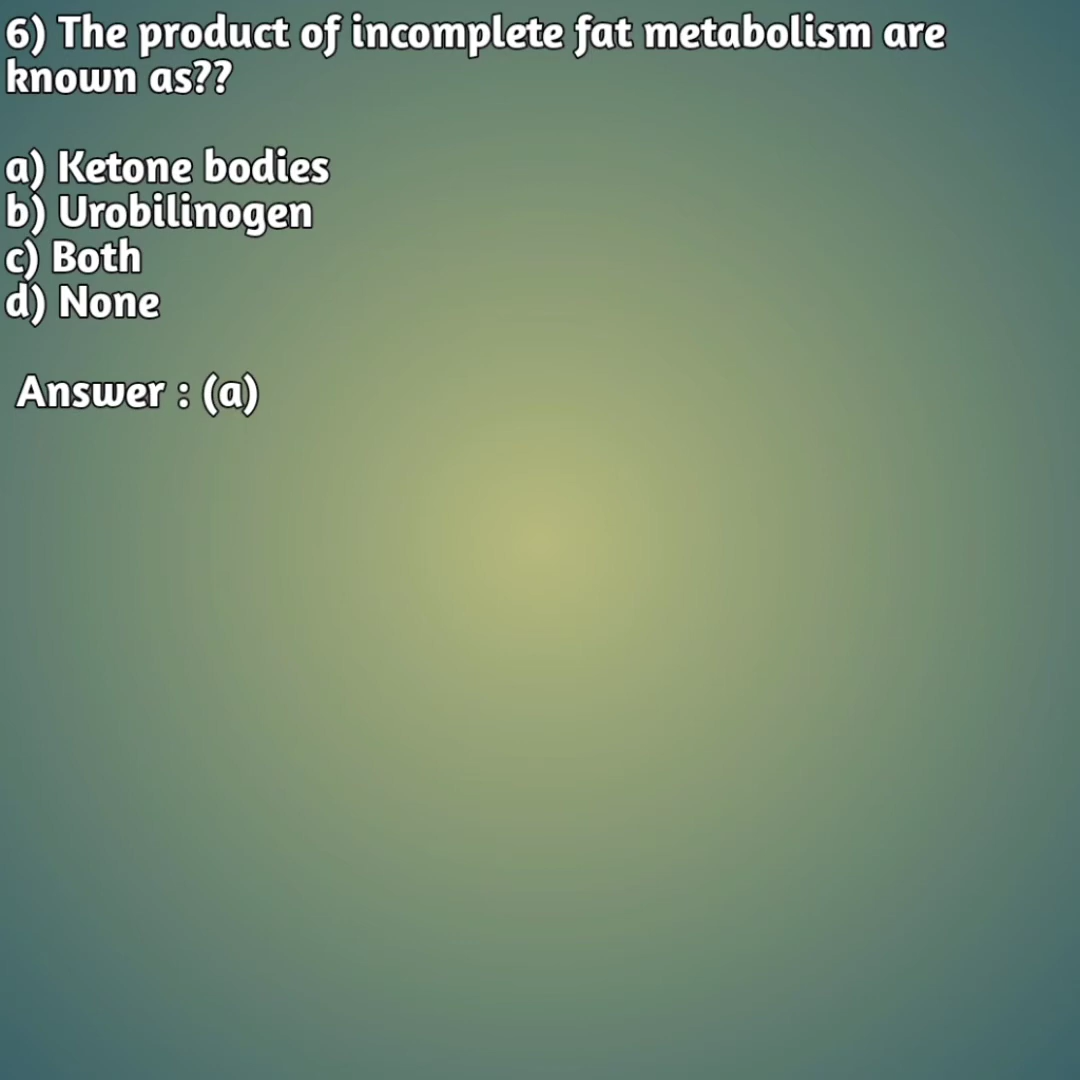 6) The product of incomplete fat metabolism are
known as??
a) Ketone bodies
b) Urobilinogen
c) Both
d) None
Answer : (a)